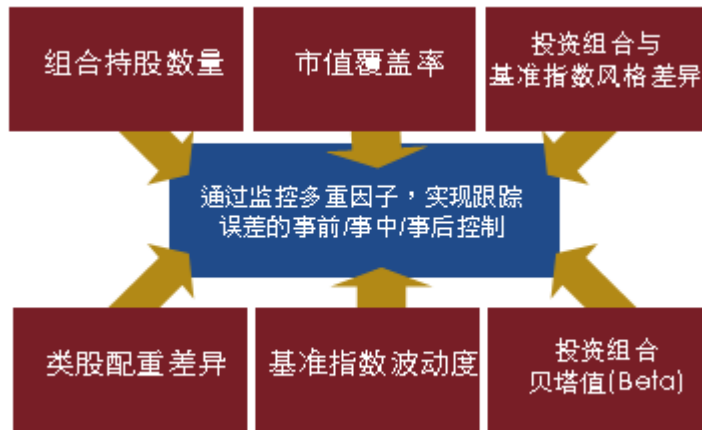 组合持股数量
市值覆盖率
投资组合与
基准指数风格差异
通过监控多重因子，实现跟踪
误差的事前/事中/事后控制
类股配重差异
基准指数波动度
投资组合
贝塔值(Beta)